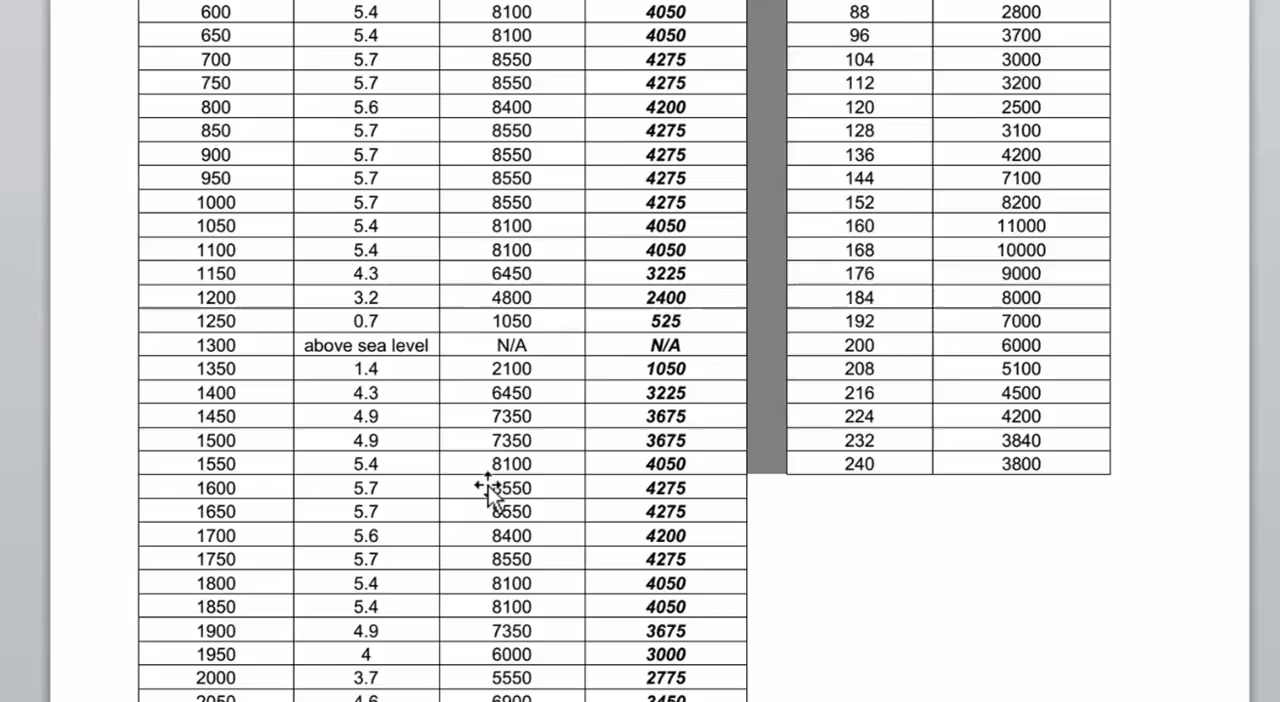 600 5.4 8100 4050 88 2800
650 5.4 8100 4050 96 3700
700 5.7 8550 4275 104 3000
750 5.7 8550 4275 112 3200
800 5.6 8400 4200 120 2500
850 5.7 8550 4275 128 3100
900 5.7 8550 4275 136 4200
950 5.7 8550 4275 144 7100
1000 5.7 8550 4275 152 8200
1050 5.4 8100 4050 160 11000
1100 5.4 8100 4050 168 10000
1150 4.3 6450 3225 176 9000
1200 3.2 4800 2400 184 8000
1250 0.7 1050 525 192 7000
1300 above sea level N/A N/A 200 6000
1350 1.4 2100 1050 208 5100
1400 4.3 6450 3225 216 4500
1450 4.9 7350 3675 224 4200
1500 4.9 7350 3675 232 3840
1550 5.4 8100 4050 240 3800
1600 5.7 8550 4275
1650 5.7 8550 4275
1700 5.6 8400 4200
1750 5.7 8550 4275
1800 5.4 8100 4050
1850 5.4 8100 4050
1900 4.9 7350 3675
1950 4 6000 3000
2000 3.7 5550 2775
2050 4.6 6900 3450